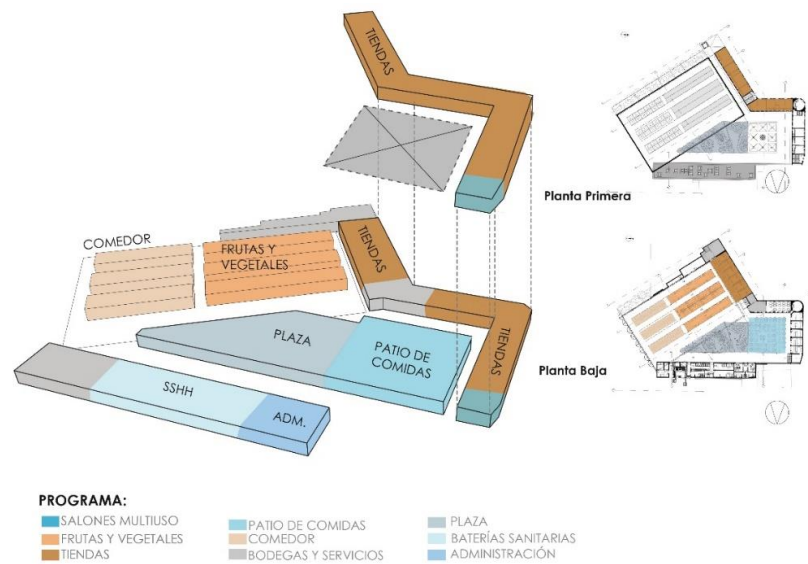 TIENDAS
Planta Primera
COMEDOR
FRUTAS Y
VEGETALES
TIENDAS
PLAZA
PATIO DE
COMIDAS
TIENDAS
Planta Baja
SSHH
ADM.
PROGRAMA:
SALONES MULTIUSO
FRUTAS Y VEGETALES
TIENDAS
PATIO DE COMIDAS
COMEDOR
BODEGAS Y SERVICIOS
PLAZA
BATERÍAS SANITARIAS
ADMINISTRACIÓN